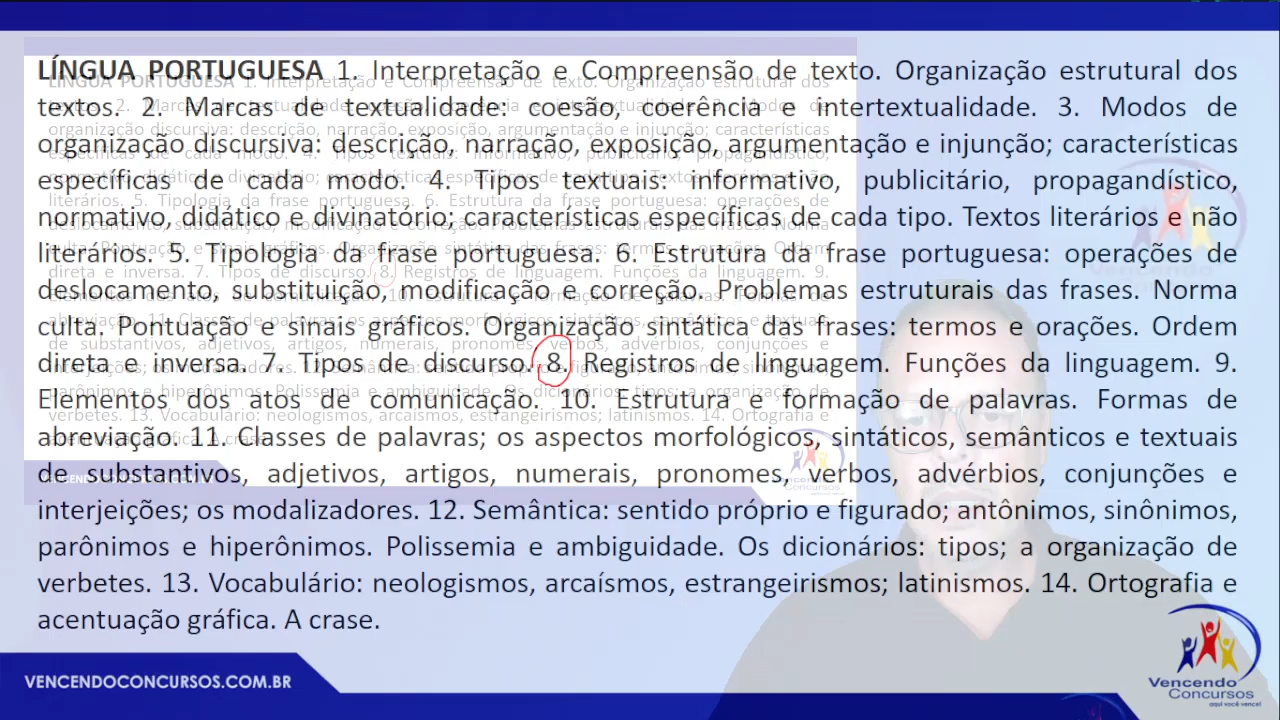 LÍNGUA PORTUGUESA 1. Interpretação e Compreensão de texto. Organização estrutural dos
textos. 2. Marcas de textualidade: coesão, coerência e intertextualidade. 3. Modos de
organização discursiva: descrição, narração, exposição, argumentação e injunção; características
específicas de cada modo. 4. Tipos textuais: informativo, publicitário, propagandístico,
normativo, didático e divinatório; características específicas de cada tipo. Textos literários e não
literários. 5. Tipologia da frase portuguesa. 6. Estrutura da frase portuguesa: operações de
deslocamento, substituição, modificação e correção. Problemas estruturais das frases. Norma
culta. Pontuação e sinais gráficos. Organização sintática das frases: termos e orações. Ordem
direta e inversa. 7. Tipos de discurso. 8. Registros de linguagem. Funções da linguagem. 9.
Elementos dos atos de comunicação. 10. Estrutura e formação de palavras. Formas de
abreviação. 11. Classes de palavras; os aspectos morfológicos, sintáticos, semânticos e textuais
de substantivos, adjetivos, artigos, numerais, pronomes, verbos, advérbios, conjunções e
interjeições; os modalizadores. 12. Semântica: sentido próprio e figurado; antônimos, sinônimos,
parônimos e hiperônimos. Polissemia e ambiguidade. Os dicionários: tipos; a organização de
verbetes. 13. Vocabulário: neologismos, arcaísmos, estrangeirismos; latinismos. 14. Ortografia e
acentuação gráfica. A crase.
VENCENDOCONCURSOS.COM.BR
Vencendo
Concursos
aqui você vence!